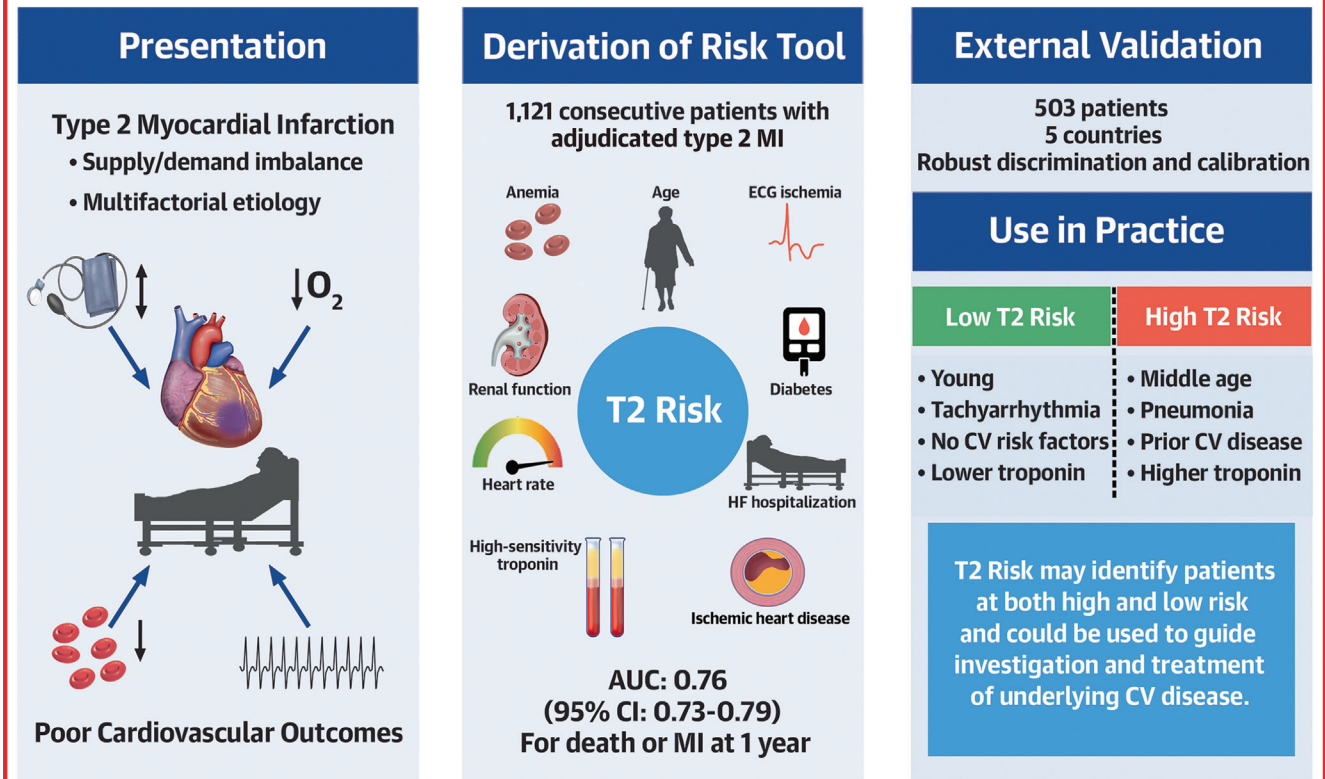 Presentation
Type 2 Myocardial Infarction
• Supply/demand imbalance
• Multifactorial etiology
↓O₂
Poor Cardiovascular Outcomes
Derivation of Risk Tool
1,121 consecutive patients with
adjudicated type 2 MI
Anemia
Age
ECG ischemia
Renal function
Diabetes
T2 Risk
Heart rate
HF hospitalization
High-sensitivity
troponin
Ischemic heart disease
AUC: 0.76
(95% CI: 0.73-0.79)
For death or MI at 1 year
External Validation
503 patients
5 countries
Robust discrimination and calibration
Use in Practice
Low T2 Risk
• Young
• Tachyarrhythmia
• No CV risk factors
• Lower troponin
High T2 Risk
• Middle age
• Pneumonia
• Prior CV disease
• Higher troponin
T2 Risk may identify patients
at both high and low risk
and could be used to guide
investigation and treatment
of underlying CV disease.